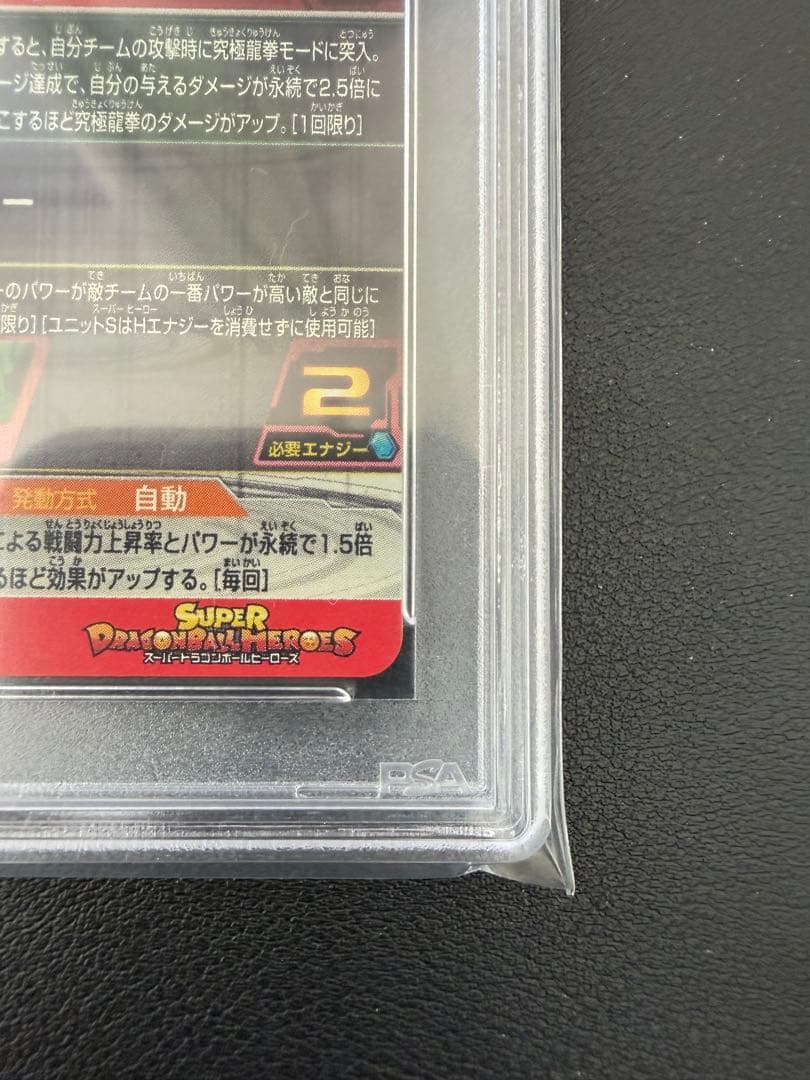 すると、自分チームの攻撃時に究極龍拳モードに突入。
ージ達成で、自分の与えるダメージが永続で2.5倍に
こするほど究極龍拳のダメージがアップ。[1回限り]
ー
のパワーが敵チームの一番パワーが高い敵と同じに
限り][ユニットSはHエナジーを消費せずに使用可能]
2
必要エナジー
発動方式 自動
による戦闘力上昇率とパワーが永続で1.5倍
るほど効果がアップする。[毎回]
SUPER
DRAGONBALL HEROES
スーパードラゴンボールヒーローズ
PSA